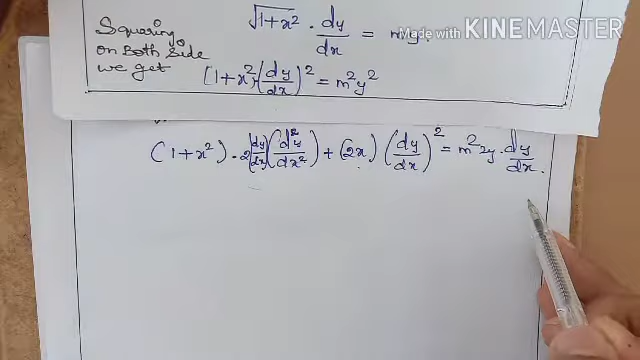 Squaring
on Both Side
we get
√1+x² · dy/dx = my.
(1+x²)(dy/dx)² = m²y²
(1+x²)·2(dy/dx)(d²y/dx²) + (2x)(dy/dx)² = m²2y·dy/dx.
Made with
KINEMASTER